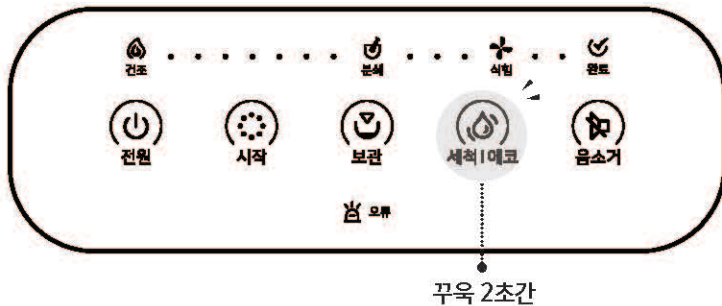 건조 분쇄 식힘 완료
전원 시작 보관 세척|에코 음소거
오류
꾸욱 2초간